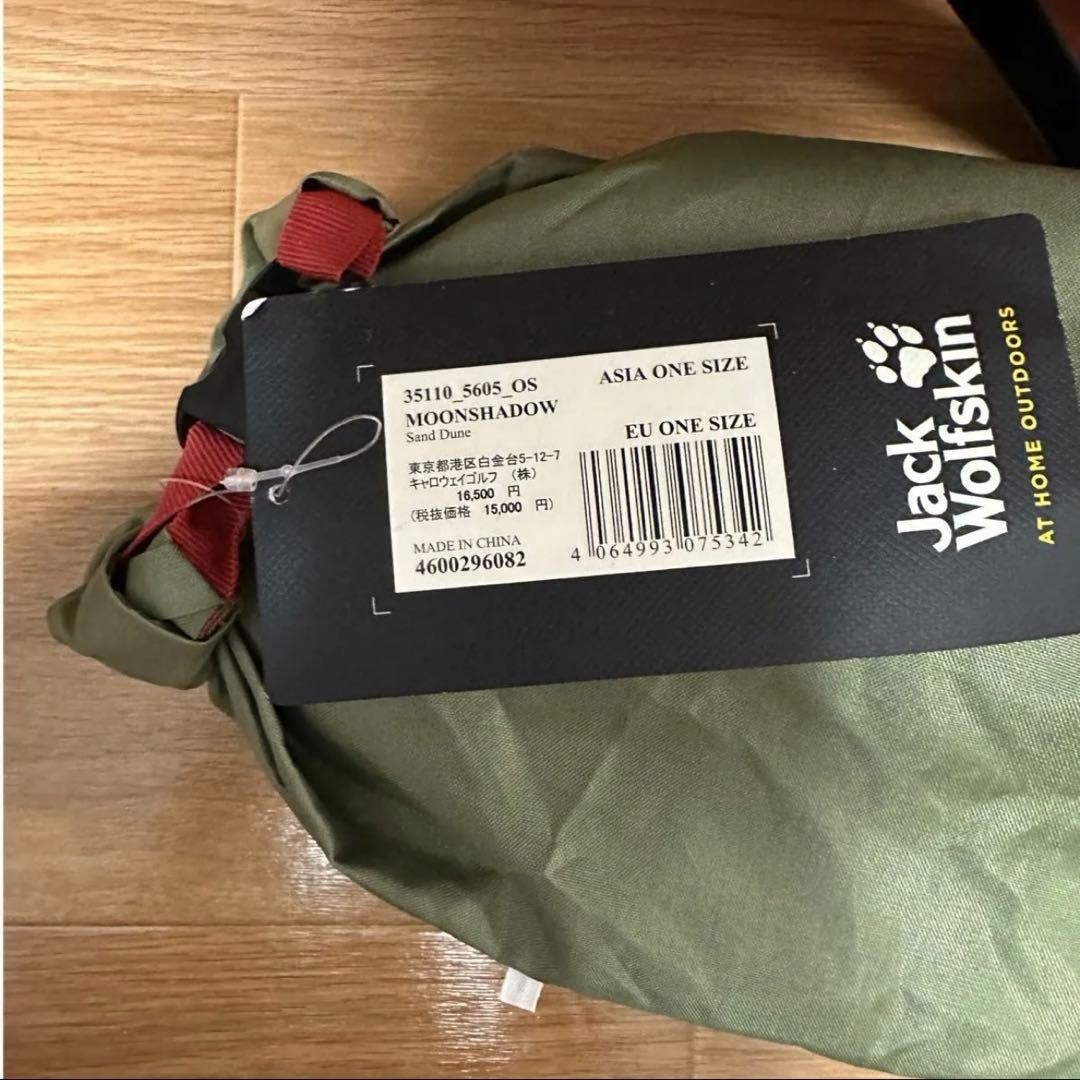 35110_5605_OS
MOONSHADOW
Sand Dune
ASIA ONE SIZE
EU ONE SIZE
東京都港区白金台5-12-7
キャロウェイゴルフ (株)
16,500 円
(税抜価格 15,000 円)
MADE IN CHINA
4600296082
4 064993 075342
Jack
Wolfskin
AT HOME OUTDOORS